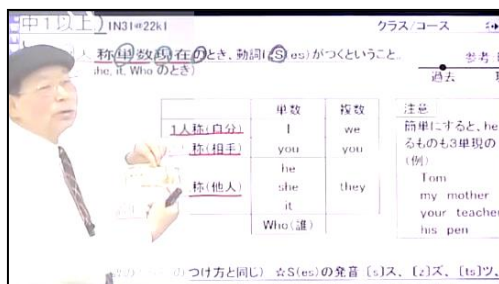 中1以上) 1N31@22k1 クラス/コース
人称単数現在のとき、動詞にS(es)がつくということ
she, it, Who のとき)
参考
過去
単数 複数
1人称(自分) I we
称(相手) you you
称(他人) he she it they
Who(誰)
注意
簡単にすると、he
るものも3単現の
(例)
Tom
my mother
your teache
his pen
つけ方と同じ) ☆S(es)の発音 [s]ス、[z]ズ、[ts]ツ、